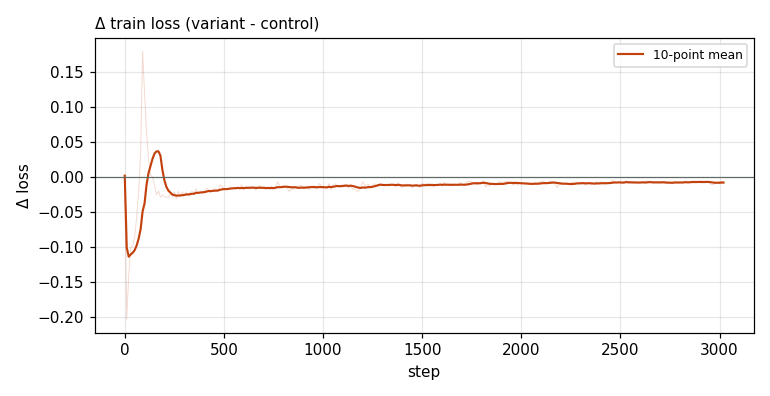 Δ train loss (variant - control)
10-point mean
0.15
0.10
0.05
0.00
−0.05
−0.10
−0.15
−0.20
Δ loss
0 500 1000 1500 2000 2500 3000
step